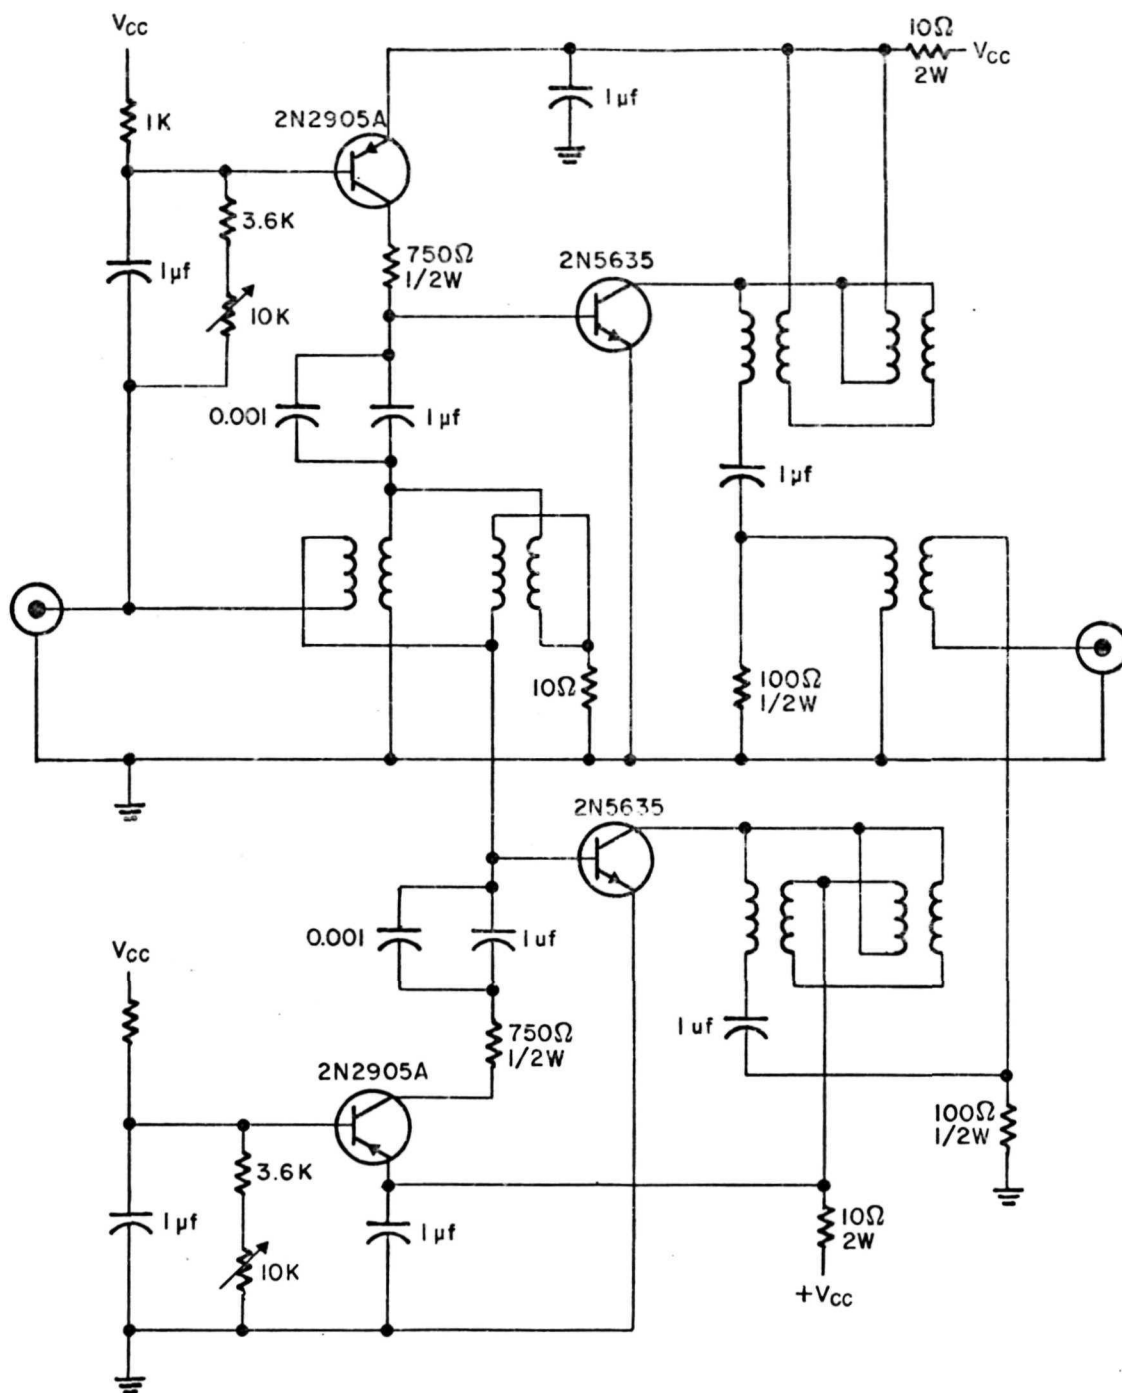 VCC
10Ω
2W
VCC
1K
2N2905A
1µf
3.6K
1µf
750Ω
1/2W
2N5635
10K
0.001
1µf
1µf
10Ω
100Ω
1/2W
2N5635
0.001
1uf
VCC
750Ω
1/2W
1uf
2N2905A
100Ω
1/2W
3.6K
1µf
1µf
10Ω
2W
10K
+VCC